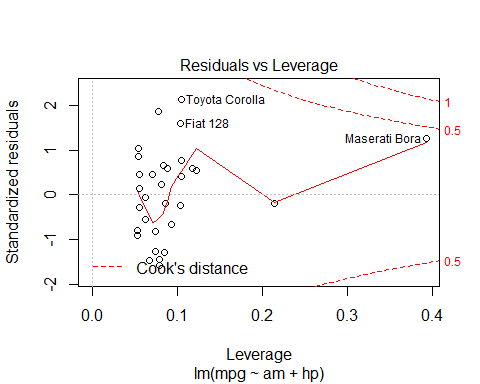 Residuals vs Leverage
Standardized residuals
2
1
0
-1
-2
Toyota Corolla
Fiat 128
Maserati Bora
1
0.5
0.5
Cook's distance
0.0 0.1 0.2 0.3 0.4
Leverage
lm(mpg ~ am + hp)